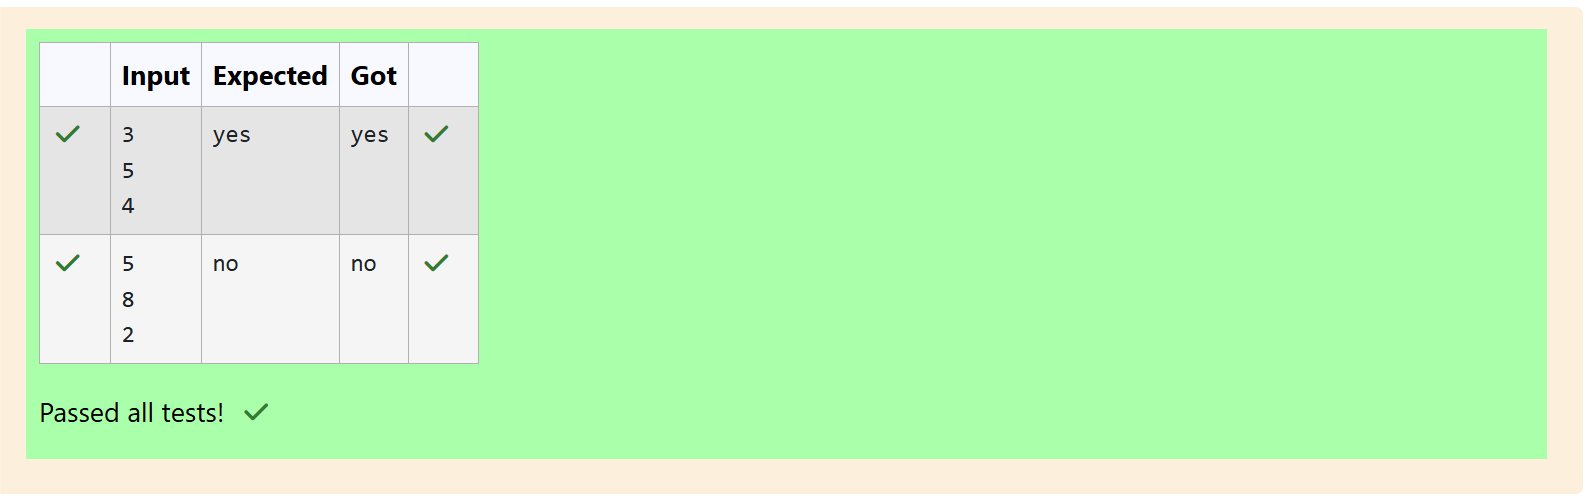 Input Expected Got
3 yes yes
5
4
5 no no
8
2
Passed all tests!